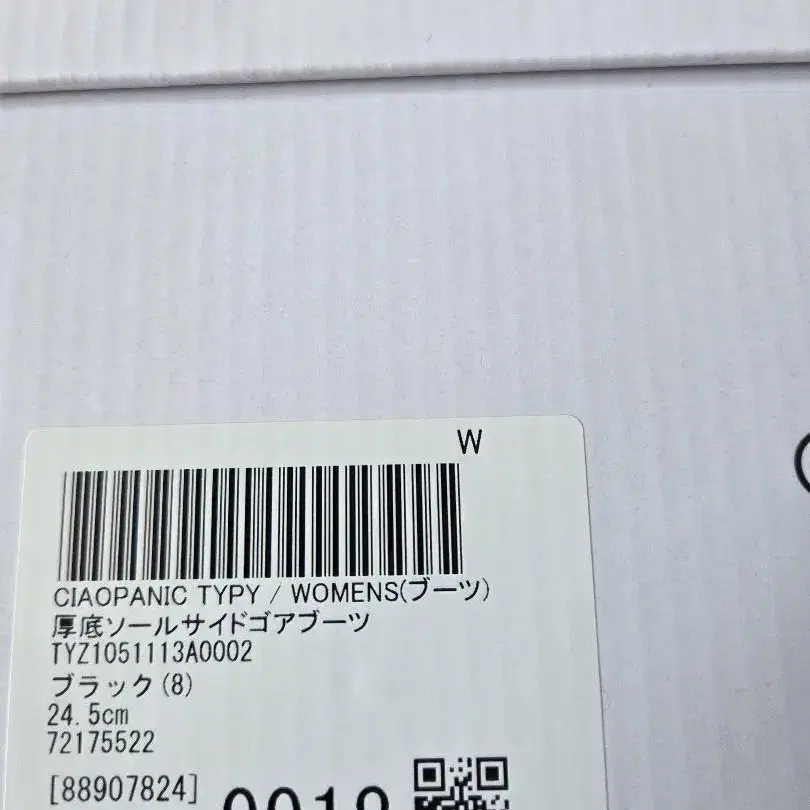 W
CIAOPANIC TYPY / WOMENS(ブーツ)
厚底ソールサイドゴアブーツ
TYZ1051113A0002
ブラック(8)
24.5cm
72175522
[88907824]